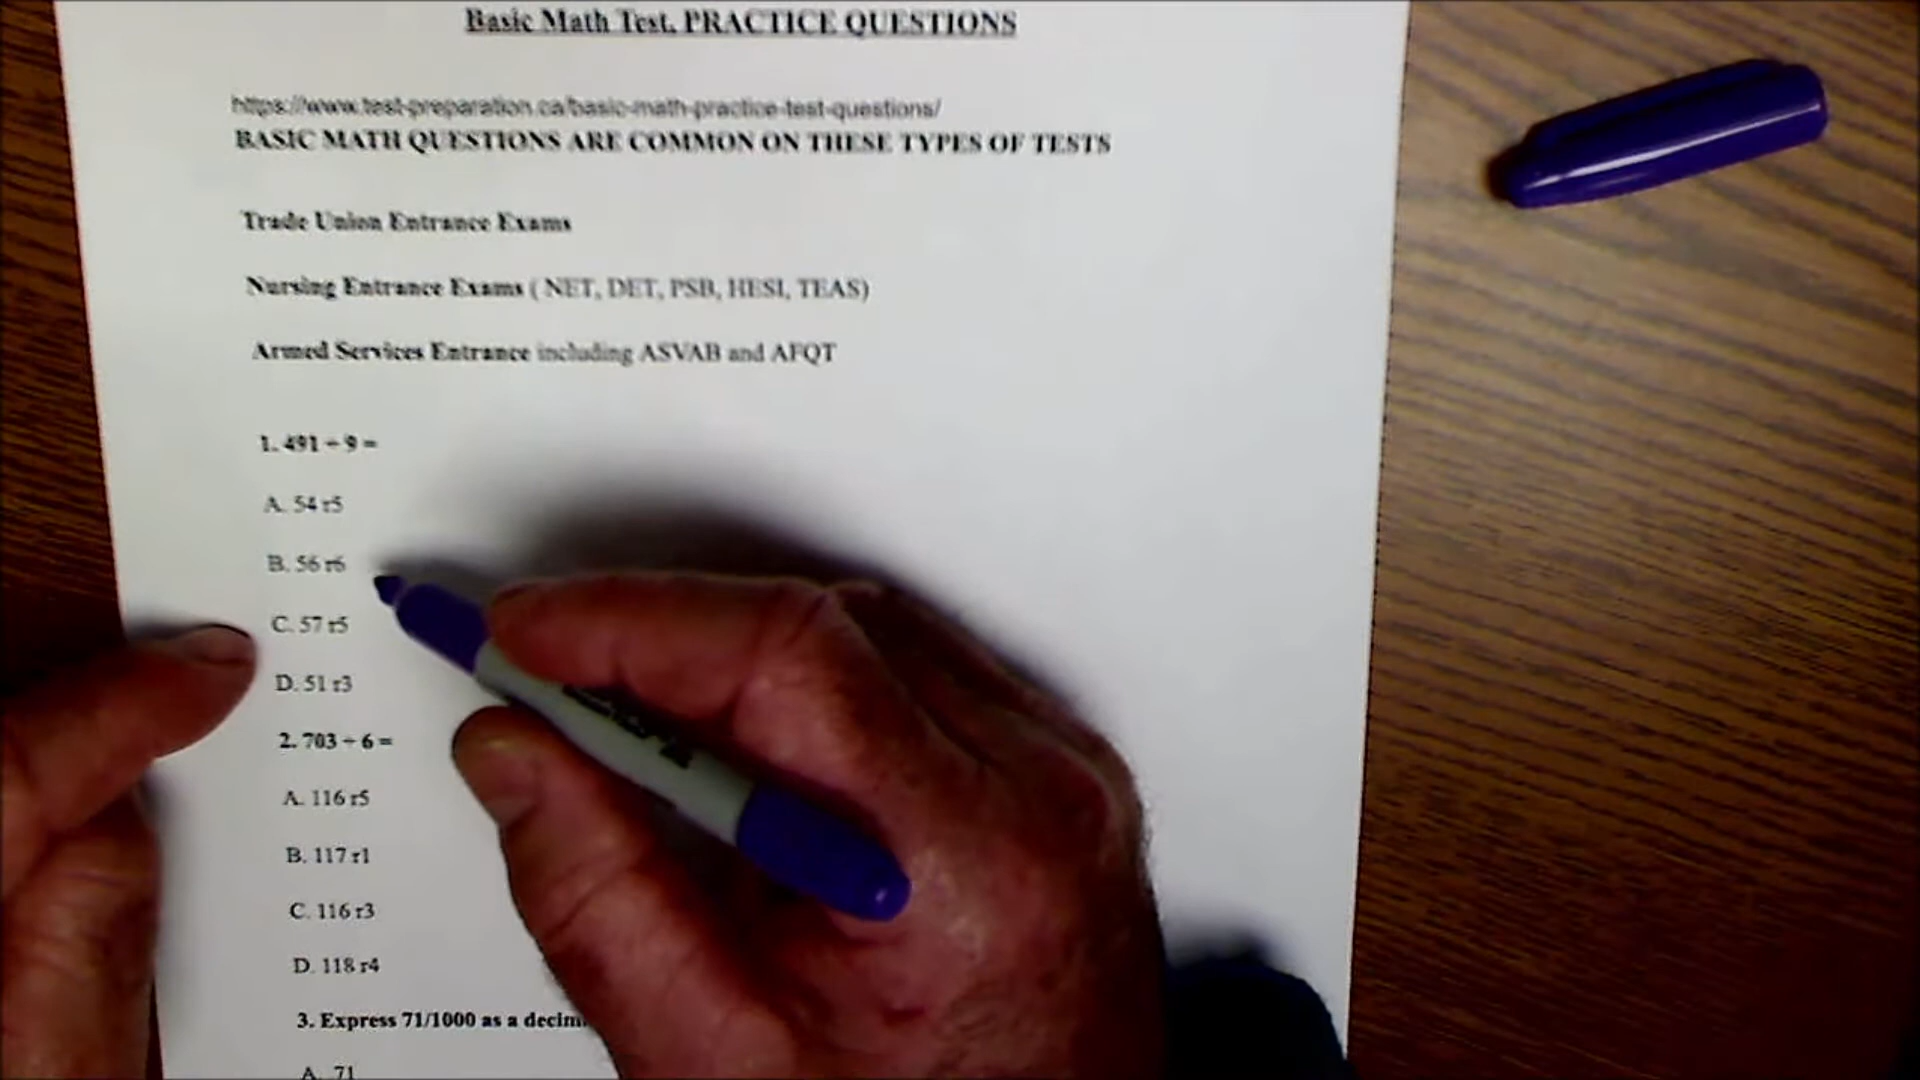 Basic Math Test, PRACTICE QUESTIONS
https://www.test-preparation.ca/basic-math-practice-test-questions/
BASIC MATH QUESTIONS ARE COMMON ON THESE TYPES OF TESTS
Trade Union Entrance Exams
Nursing Entrance Exams ( NET, DET, PSB, HESI, TEAS)
Armed Services Entrance including ASVAB and AFQT
1. 491 ÷ 9 =
A. 54 r5
B. 56 r6
C. 57 r5
D. 51 r3
2. 703 ÷ 6 =
A. 116 r5
B. 117 r1
C. 116 r3
D. 118 r4
3. Express 71/1000 as a decim
A. .71